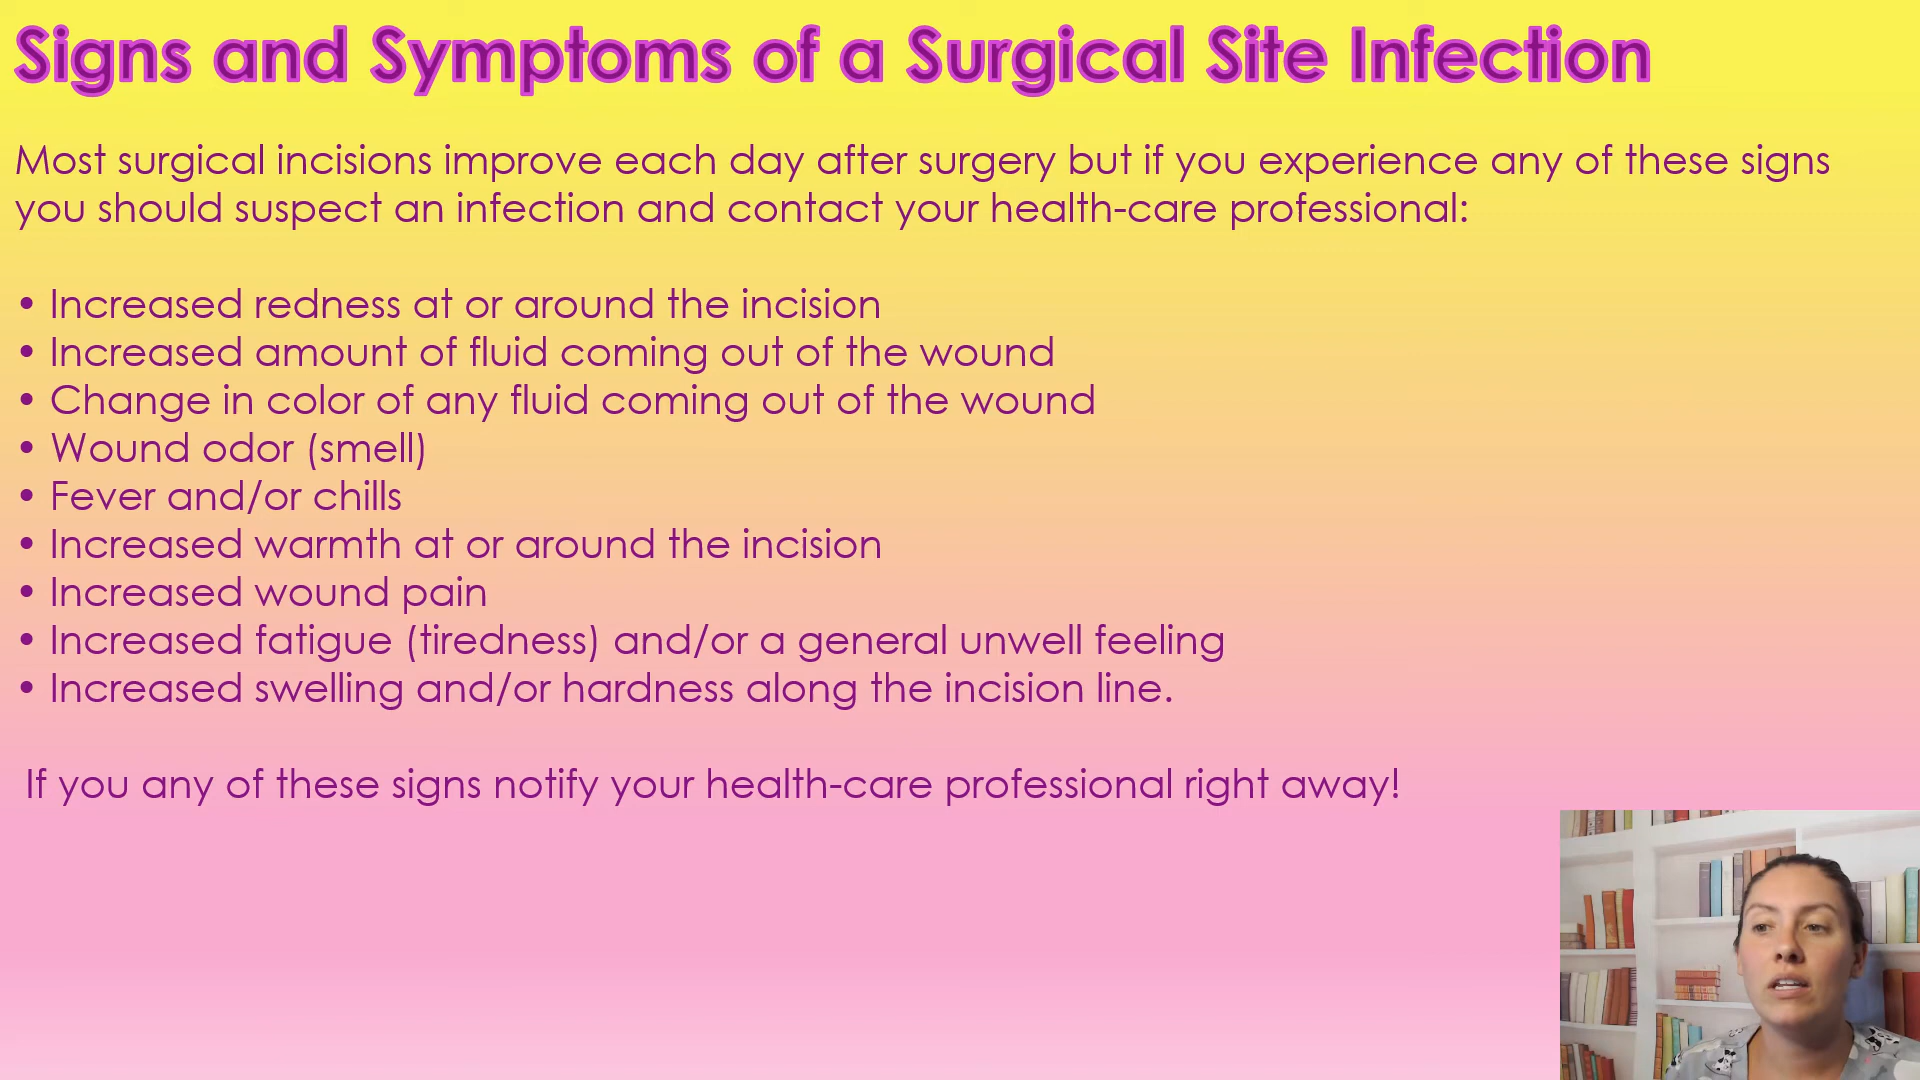 Signs and Symptoms of a Surgical Site Infection
Most surgical incisions improve each day after surgery but if you experience any of these signs
you should suspect an infection and contact your health-care professional:
• Increased redness at or around the incision
• Increased amount of fluid coming out of the wound
• Change in color of any fluid coming out of the wound
• Wound odor (smell)
• Fever and/or chills
• Increased warmth at or around the incision
• Increased wound pain
• Increased fatigue (tiredness) and/or a general unwell feeling
• Increased swelling and/or hardness along the incision line.
If you any of these signs notify your health-care professional right away!